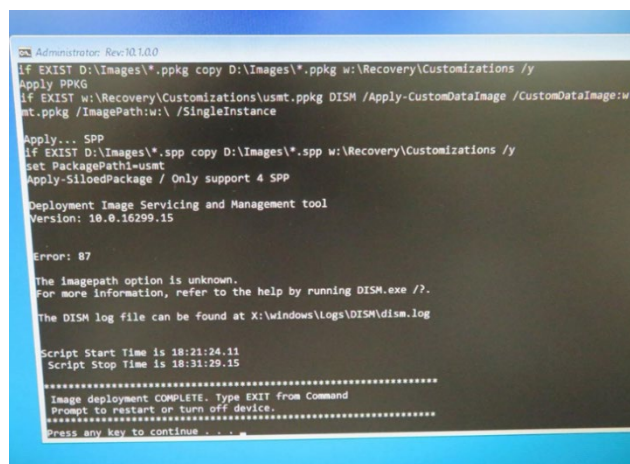 Administrator: Rev:10.1.0.0
if EXIST D:\Images\*.ppkg copy D:\Images\*.ppkg w:\Recovery\Customizations /y
Apply PPKG
if EXIST w:\Recovery\Customizations\usmt.ppkg DISM /Apply-CustomDataImage /CustomDataImage:w
mt.ppkg /ImagePath:w:\ /SingleInstance
Apply... SPP
if EXIST D:\Images\*.spp copy D:\Images\*.spp w:\Recovery\Customizations /y
set PackagePath1=usmt
Apply-SiloedPackage / Only support 4 SPP
Deployment Image Servicing and Management tool
Version: 10.0.16299.15
Error: 87
The imagepath option is unknown.
For more information, refer to the help by running DISM.exe /?.
The DISM log file can be found at X:\windows\Logs\DISM\dism.log
Script Start Time is 18:21:24.11
Script Stop Time is 18:31:29.15
*****************************************************************
Image deployment COMPLETE. Type EXIT from Command
Prompt to restart or turn off device.
*****************************************************************
Press any key to continue . . . _